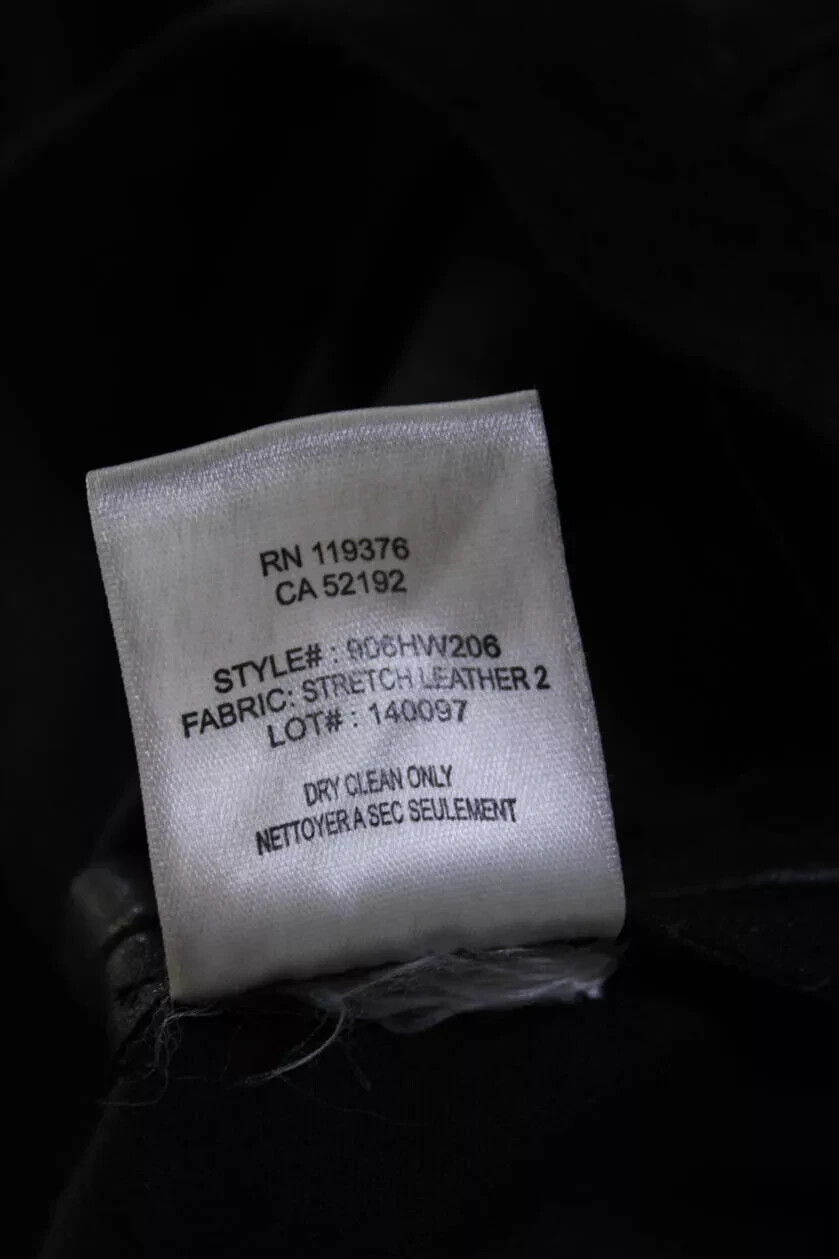 RN 119376
CA 52192
STYLE# : 906HW206
FABRIC: STRETCH LEATHER 2
LOT# : 140097
DRY CLEAN ONLY
NETTOYER A SEC SEULEMENT